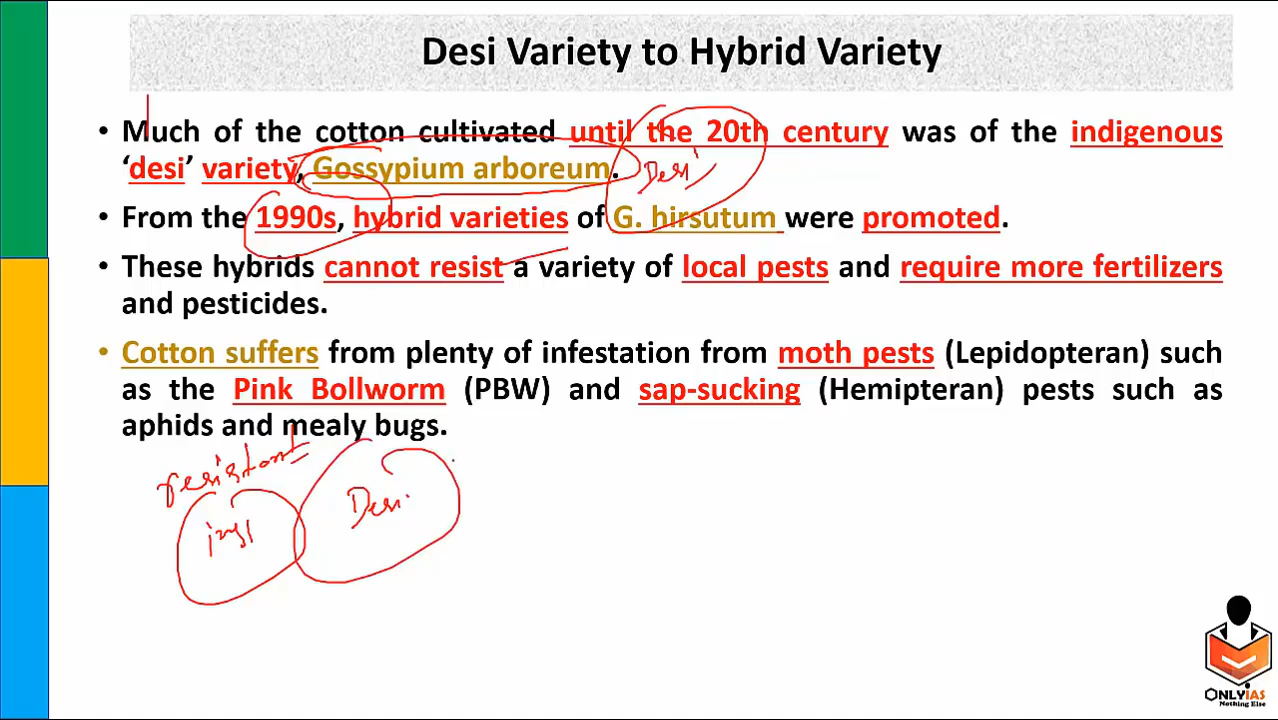 Desi Variety to Hybrid Variety
• Much of the cotton cultivated until the 20th century was of the indigenous
‘desi’ variety, Gossypium arboreum.
Desi
• From the 1990s, hybrid varieties of G. hirsutum were promoted.
• These hybrids cannot resist a variety of local pests and require more fertilizers
and pesticides.
• Cotton suffers from plenty of infestation from moth pests (Lepidopteran) such
as the Pink Bollworm (PBW) and sap-sucking (Hemipteran) pests such as
aphids and mealy bugs.
resistant
Desi
ONLYIAS
Nothing Else